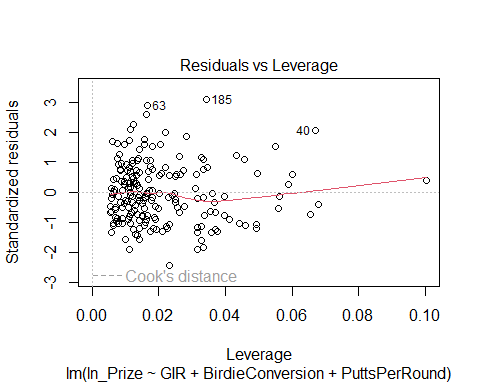 Residuals vs Leverage
Standardized residuals
3
2
1
0
-1
-2
-3
63
185
40
Cook's distance
0.00 0.02 0.04 0.06 0.08 0.10
Leverage
lm(ln_Prize ~ GIR + BirdieConversion + PuttsPerRound)